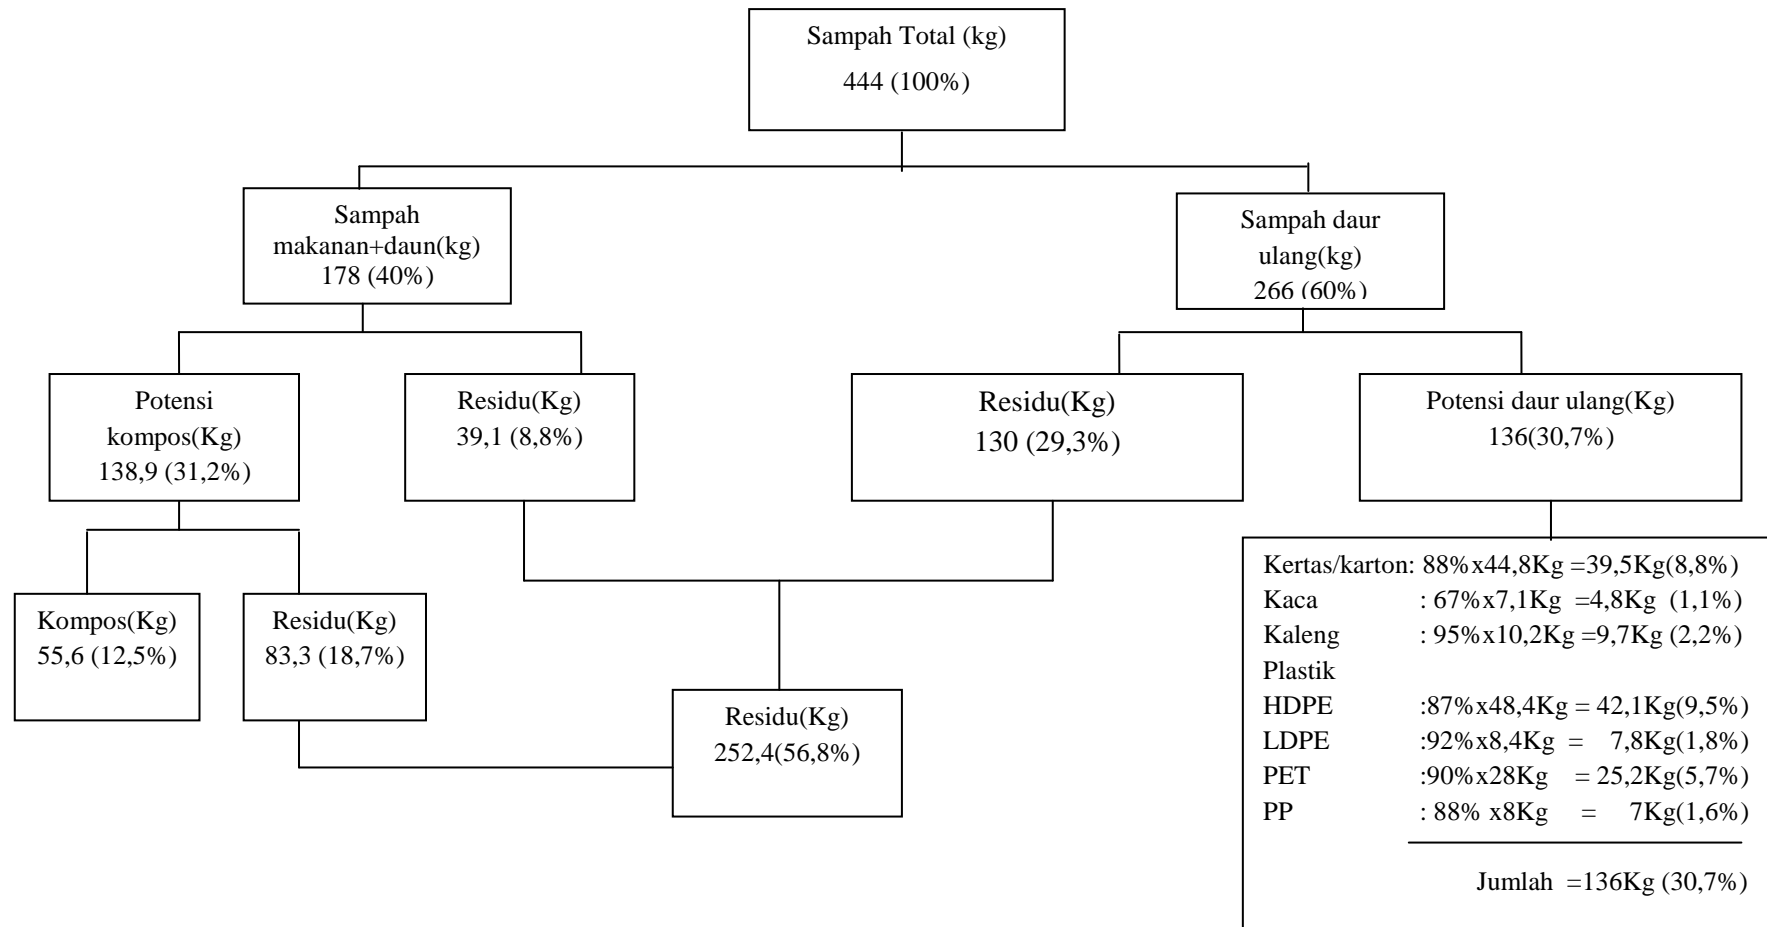 Sampah Total (kg)
444 (100%)
Sampah
makanan+daun(kg)
178 (40%)
Sampah daur
ulang(kg)
266 (60%)
Potensi
kompos(Kg)
138,9 (31,2%)
Residu(Kg)
39,1 (8,8%)
Residu(Kg)
130 (29,3%)
Potensi daur ulang(Kg)
136(30,7%)
Kompos(Kg)
55,6 (12,5%)
Residu(Kg)
83,3 (18,7%)
Residu(Kg)
252,4(56,8%)
Kertas/karton: 88%x44,8Kg =39,5Kg(8,8%)
Kaca : 67%x7,1Kg =4,8Kg (1,1%)
Kaleng : 95%x10,2Kg =9,7Kg (2,2%)
Plastik
HDPE :87%x48,4Kg = 42,1Kg(9,5%)
LDPE :92%x8,4Kg = 7,8Kg(1,8%)
PET :90%x28Kg = 25,2Kg(5,7%)
PP : 88% x8Kg = 7Kg(1,6%)
Jumlah =136Kg (30,7%)